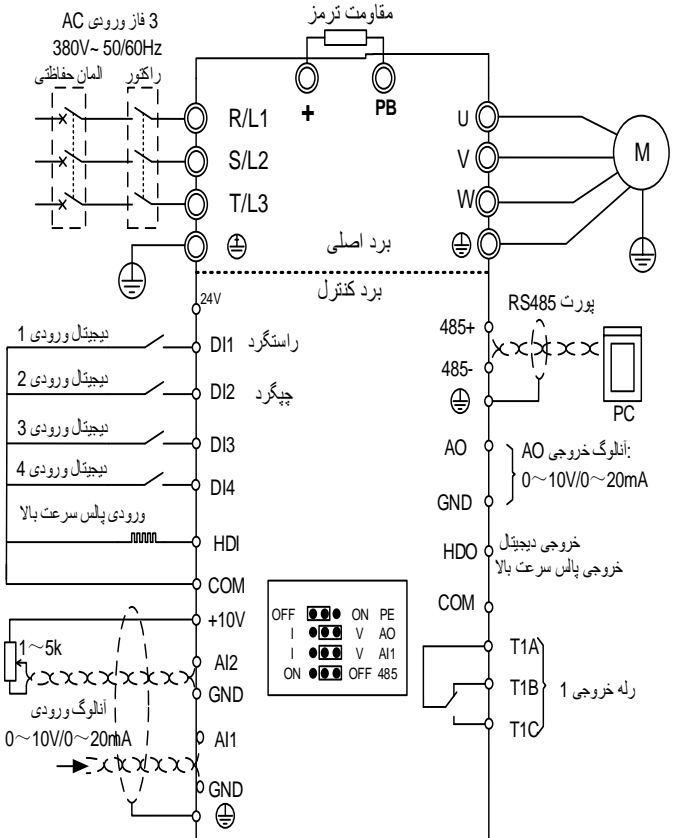 3 فاز ورودی AC
380V~ 50/60Hz
المان حفاظتی
راکتور
مقاومت ترمز
+
PB
R/L1
S/L2
T/L3
U
V
W
M
برد اصلی
برد کنترل
24V
دیجیتال ورودی 1
DI1
راستگرد
دیجیتال ورودی 2
DI2
چپگرد
دیجیتال ورودی 3
DI3
دیجیتال ورودی 4
DI4
ورودی پالس سرعت بالا
HDI
COM
+10V
1～5k
AI2
GND
آنالوگ ورودی
0～10V/0～20mA
AI1
GND
OFF ON PE
I V AO
I V AI1
ON OFF 485
پورت RS485
485+
485-
PC
AO
آنالوگ خروجی AO:
0～10V/0～20mA
GND
HDO
خروجی دیجیتال
خروجی پالس سرعت بالا
COM
T1A
T1B
T1C
رله خروجی 1